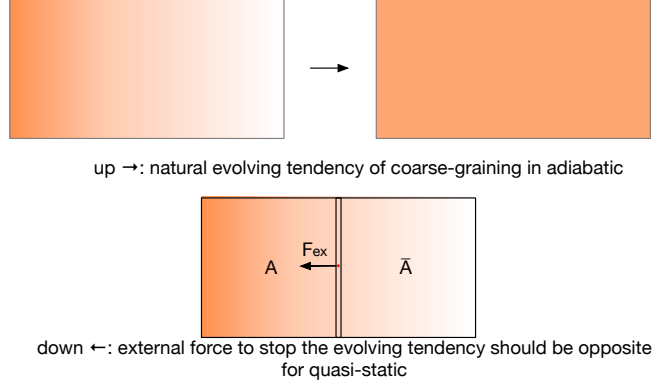 up →: natural evolving tendency of coarse-graining in adiabatic
Fex
A
Ā
down ←: external force to stop the evolving tendency should be opposite
for quasi-static